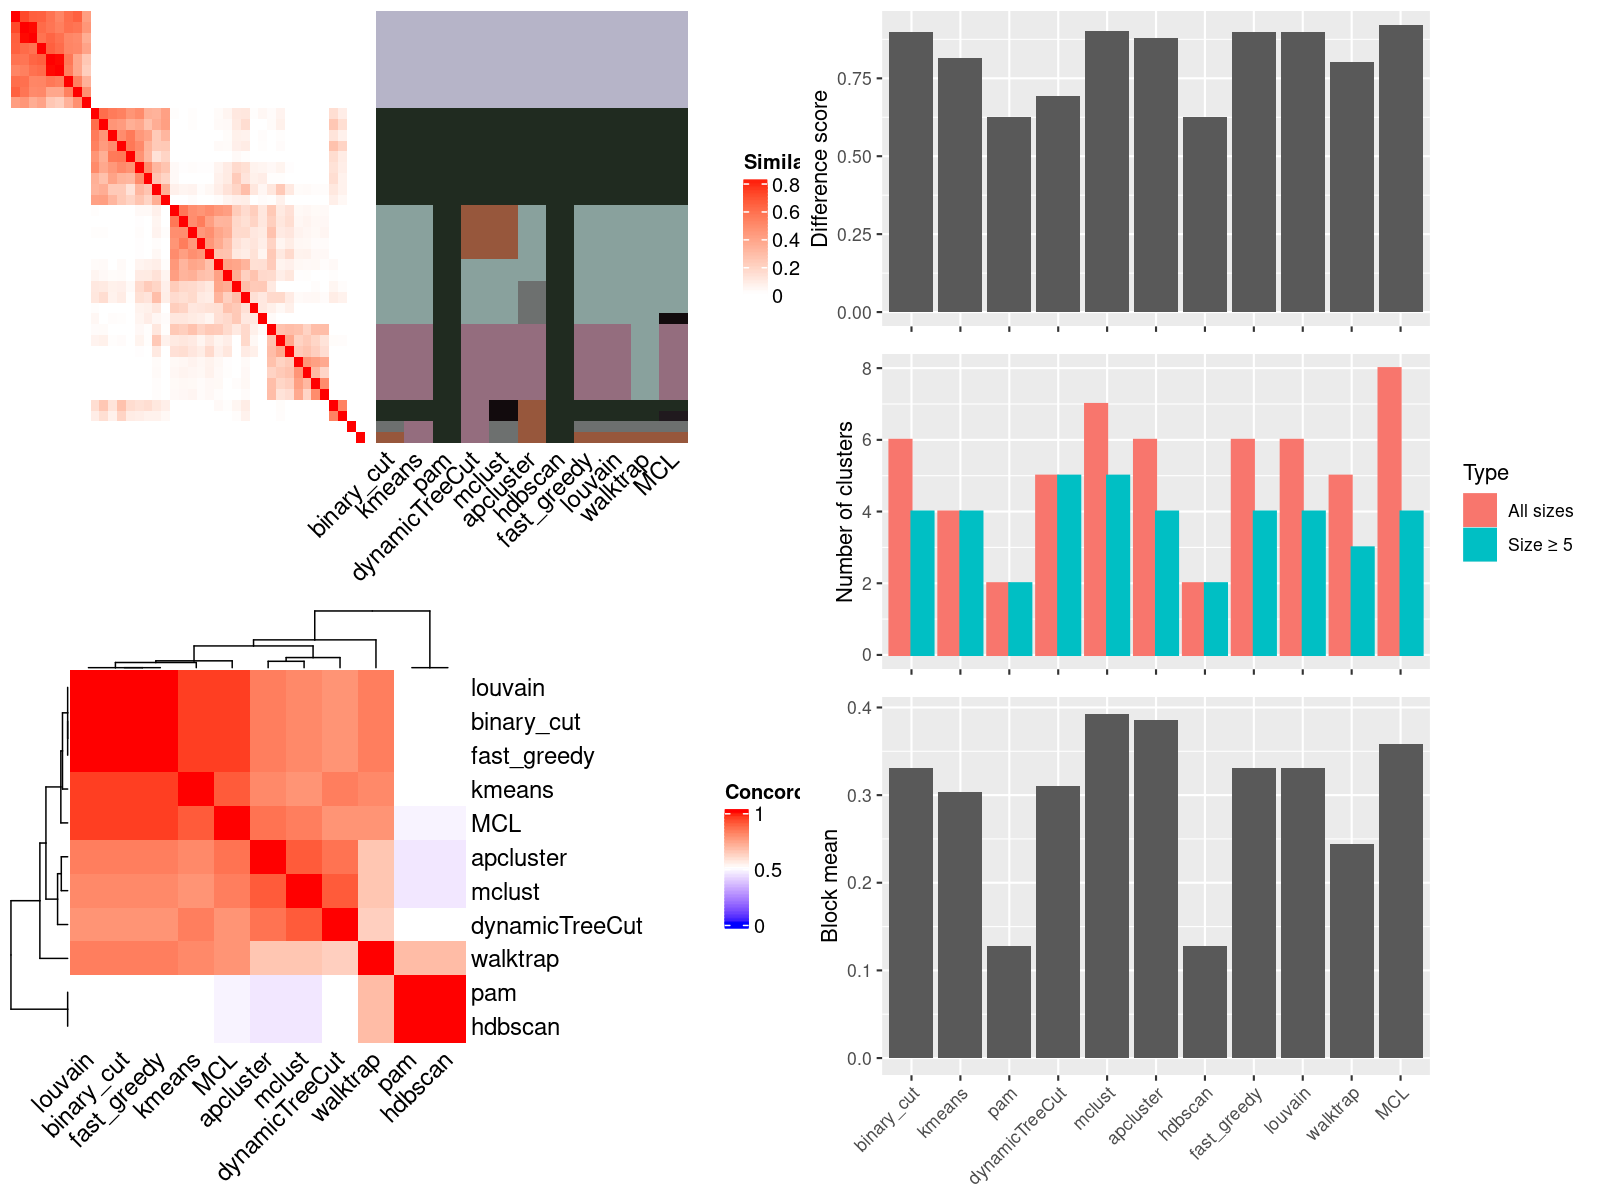 Simila
0.8
0.6
0.4
0.2
0
binary_cut
kmeans
pam
dynamicTreeCut
mclust
apcluster
hdbscan
fast_greedy
louvain
walktrap
MCL
louvain
binary_cut
fast_greedy
kmeans
MCL
apcluster
mclust
dynamicTreeCut
walktrap
pam
hdbscan
Concord
1
0.5
0
louvain
binary_cut
fast_greedy
kmeans
MCL
apcluster
mclust
dynamicTreeCut
walktrap
pam
hdbscan
Difference score
0.75
0.50
0.25
0.00
Number of clusters
8
6
4
2
0
Type
All sizes
Size ≥ 5
Block mean
0.4
0.3
0.2
0.1
0.0
binary_cut
kmeans
pam
dynamicTreeCut
mclust
apcluster
hdbscan
fast_greedy
louvain
walktrap
MCL